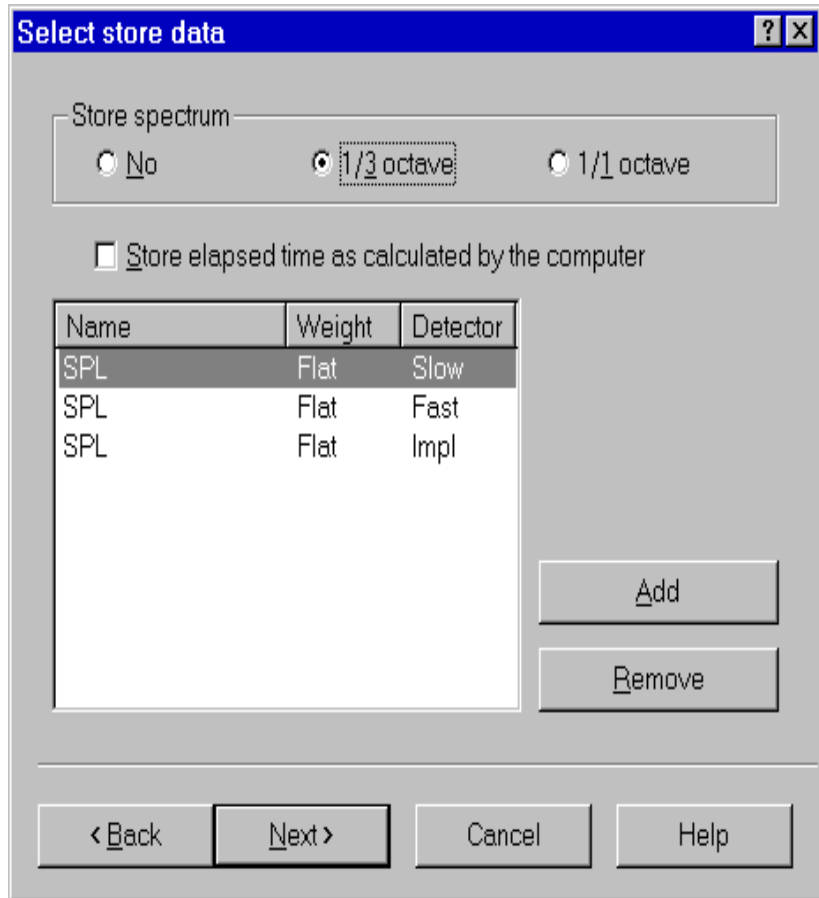 Select store data
Store spectrum
No 1/3 octave 1/1 octave
Store elapsed time as calculated by the computer
Name Weight Detector
SPL Flat Slow
SPL Flat Fast
SPL Flat Impl
Add
Remove
< Back Next > Cancel Help